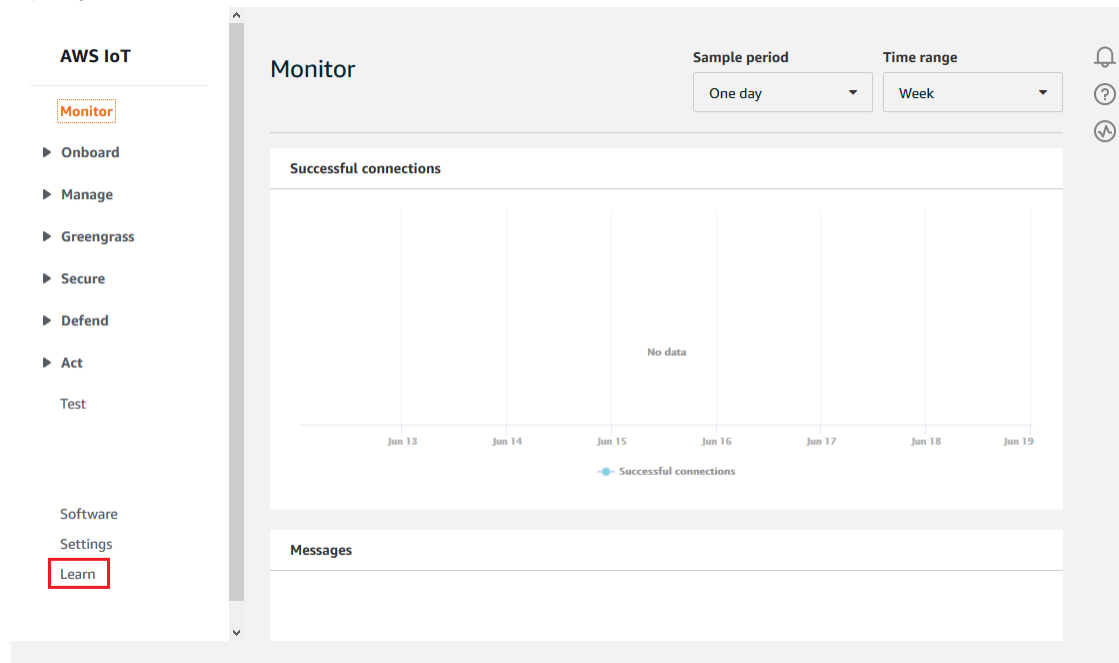 AWS IoT
Monitor
Onboard
Manage
Greengrass
Secure
Defend
Act
Test
Software
Settings
Learn
Monitor
Sample period
Time range
One day
Week
Successful connections
No data
Jun 13 Jun 14 Jun 15 Jun 16 Jun 17 Jun 18 Jun 19
Successful connections
Messages